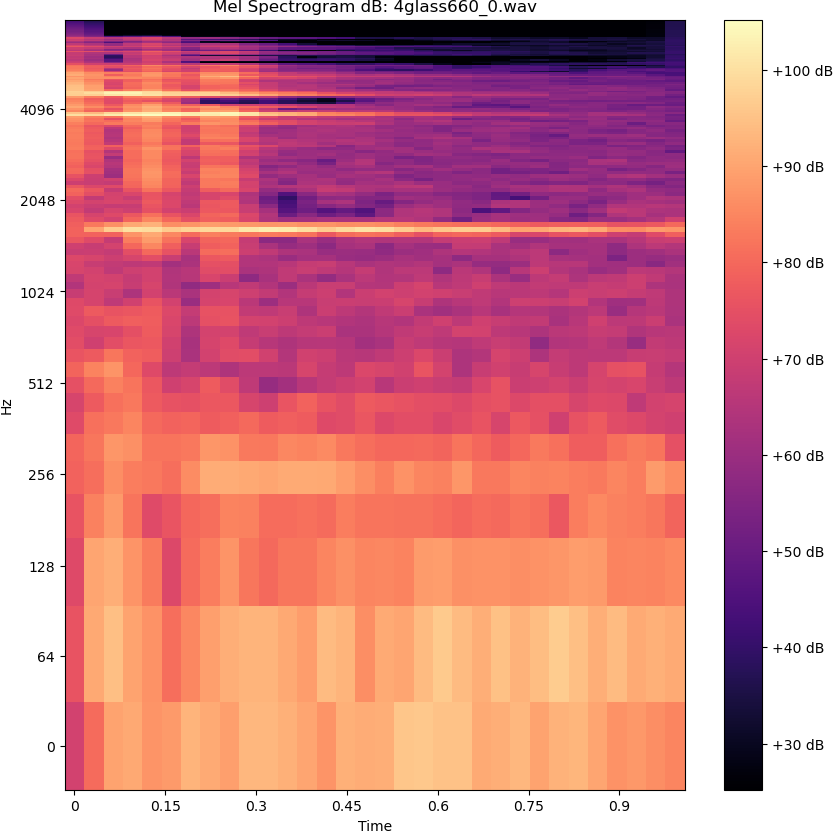 Mel Spectrogram dB: 4glass660_0.wav
Hz
4096
2048
1024
512
256
128
64
0
0 0.15 0.3 0.45 0.6 0.75 0.9
Time
+100 dB
+90 dB
+80 dB
+70 dB
+60 dB
+50 dB
+40 dB
+30 dB